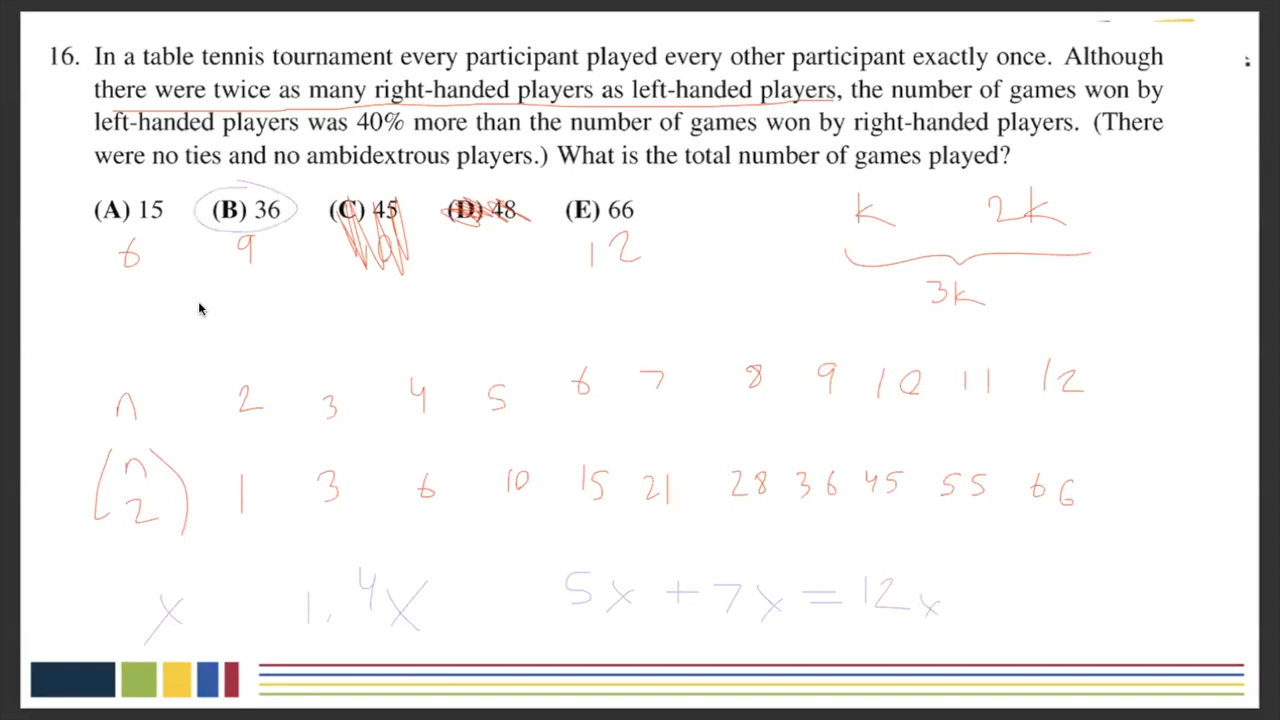 16. In a table tennis tournament every participant played every other participant exactly once. Although
there were twice as many right-handed players as left-handed players, the number of games won by
left-handed players was 40% more than the number of games won by right-handed players. (There
were no ties and no ambidextrous players.) What is the total number of games played?
(A) 15 (B) 36 (C) 45 (D) 48 (E) 66
k 2k
6 9 12
3k
n 2 3 4 5 6 7 8 9 10 11 12
(n 2) 1 3 6 10 15 21 28 36 45 55 66
x 1.4x 5x + 7x = 12x